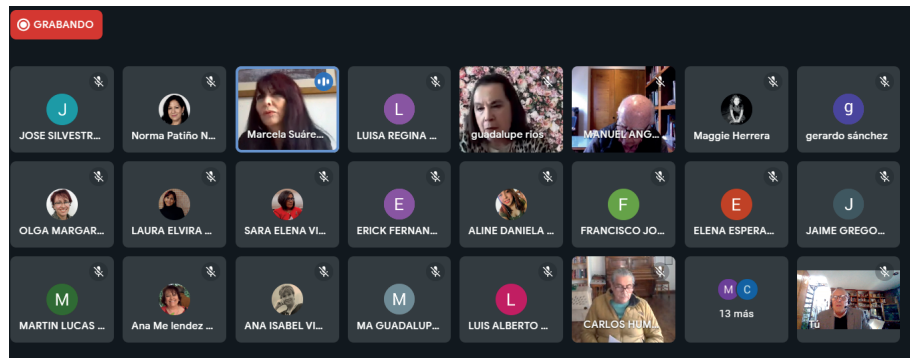 GRABANDO
J
JOSE SILVESTR...
Norma Patiño N...
Marcela Suáre...
L
LUISA REGINA ...
guadalupe rios
MANUEL ANG...
Maggie Herrera
g
gerardo sánchez
OLGA MARGAR...
LAURA ELVIRA ...
SARA ELENA VI...
E
ERICK FERNAN...
ALINE DANIELA ...
F
FRANCISCO JO...
E
ELENA ESPERA...
J
JAIME GREGO...
M
MARTIN LUCAS ...
Ana Me lendez ...
ANA ISABEL VI...
M
MA GUADALUP...
L
LUIS ALBERTO ...
CARLOS HUM...
M C
13 más
Tú